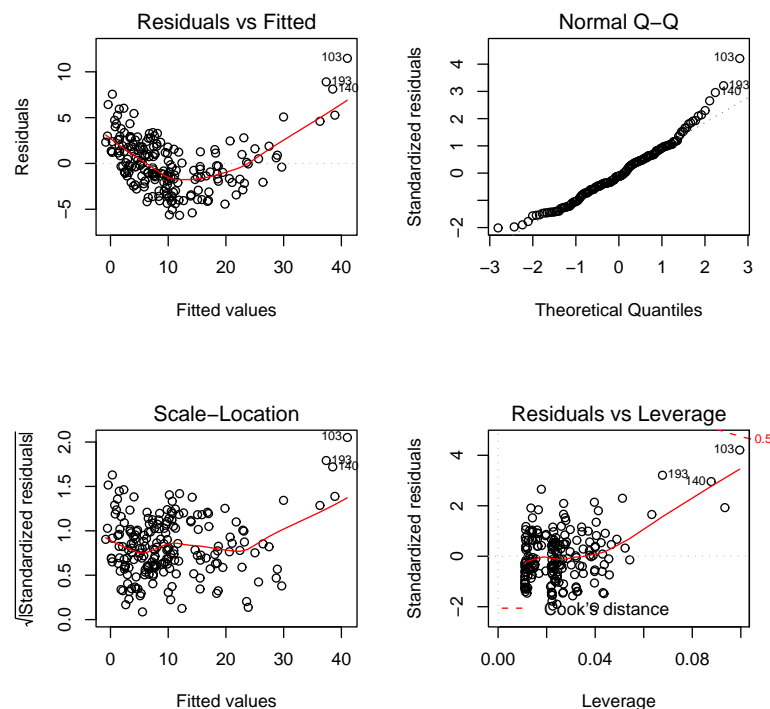 Residuals vs Fitted
Residuals
10
5
0
−5
103
193
140
0 10 20 30 40
Fitted values
Normal Q−Q
Standardized residuals
4
3
2
1
0
−2
103
193
140
−3 −2 −1 0 1 2 3
Theoretical Quantiles
Scale−Location
√|Standardized residuals|
2.0
1.5
1.0
0.5
0.0
103
193
140
0 10 20 30 40
Fitted values
Residuals vs Leverage
Standardized residuals
4
2
0
−2
103
193
140
0.5
Cook's distance
0.00 0.04 0.08
Leverage